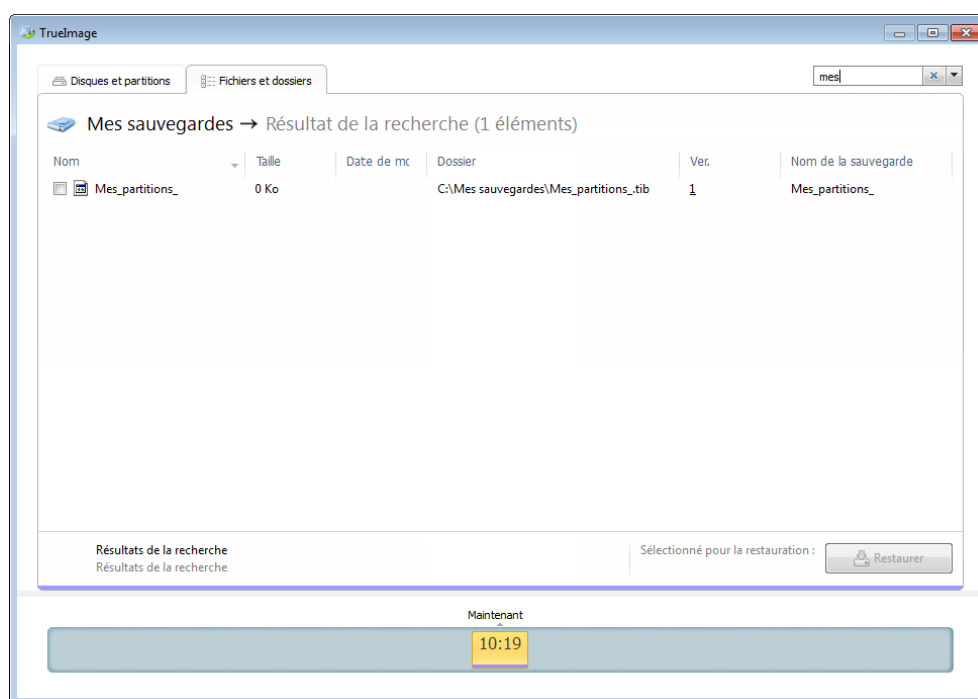 TrueImage
Disques et partitions
Fichiers et dossiers
mes
Mes sauvegardes → Résultat de la recherche (1 éléments)
Nom Taille Date de mc Dossier Ver. Nom de la sauvegarde
Mes_partitions_ 0 Ko C:\Mes sauvegardes\Mes_partitions_.tib 1 Mes_partitions_
Résultats de la recherche
Résultats de la recherche
Sélectionné pour la restauration :
Restaurer
Maintenant
10:19